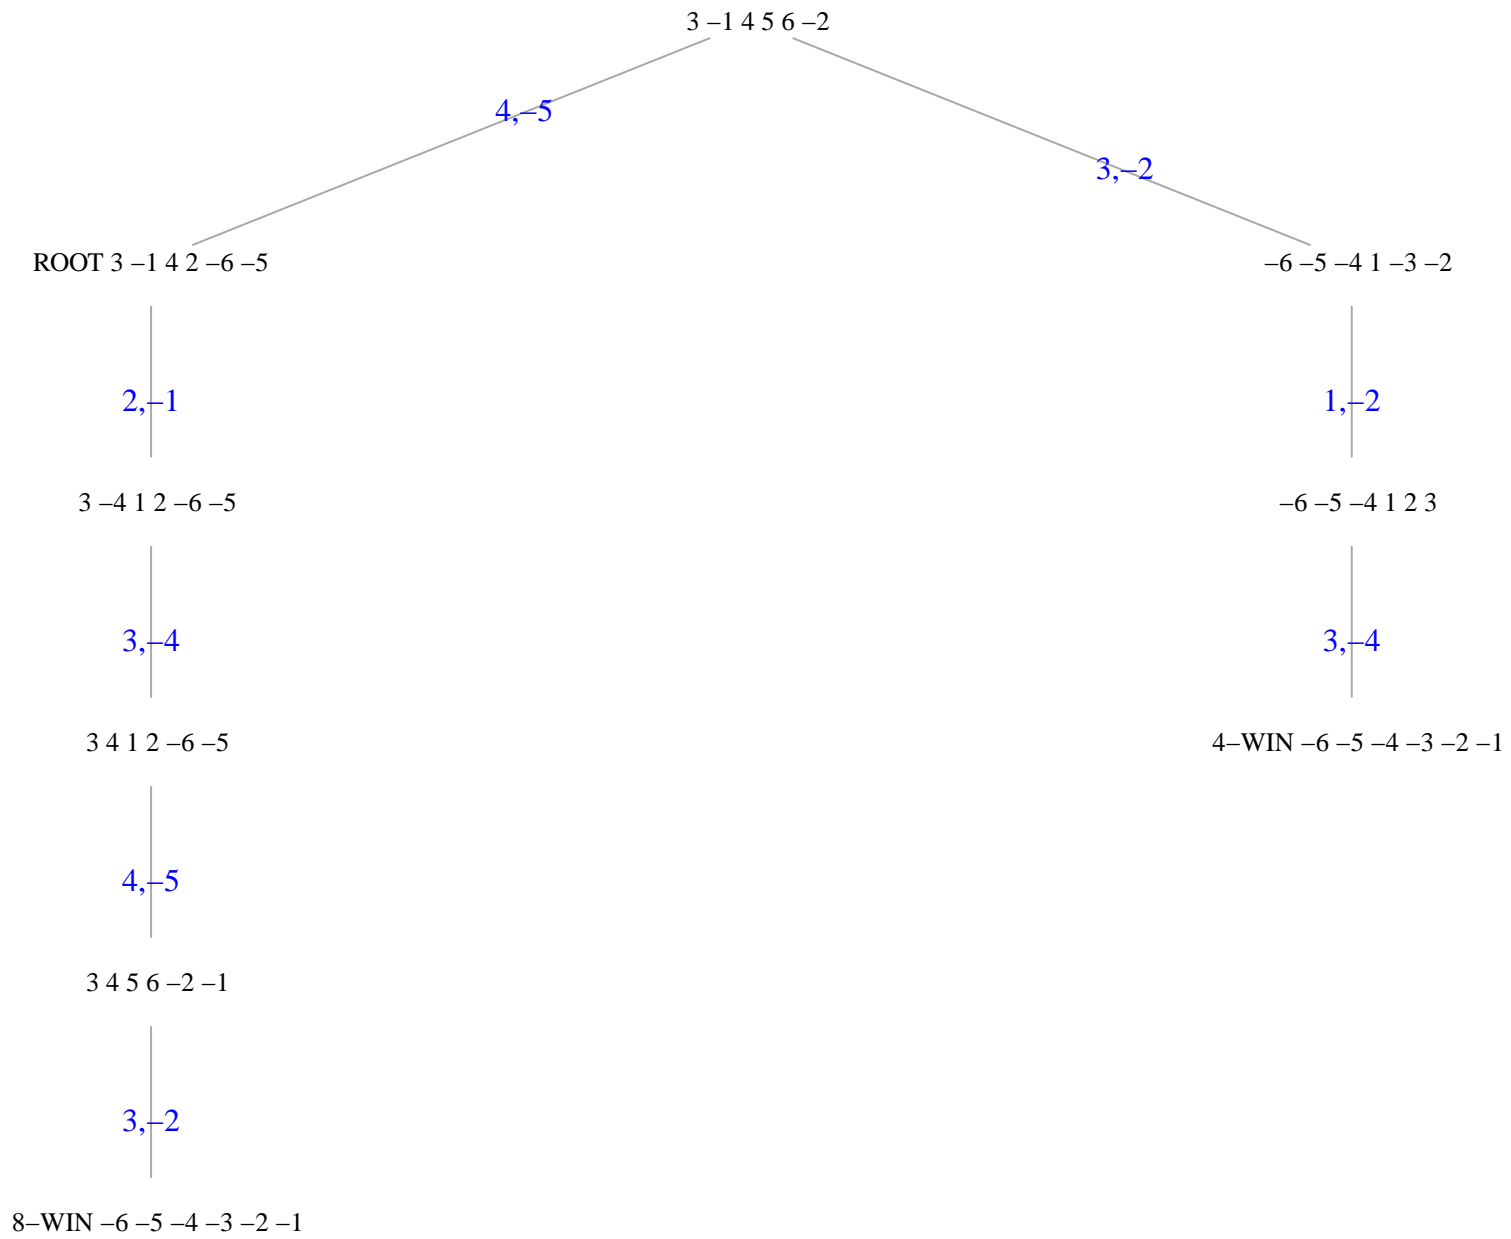 3 –1 4 5 6 –2
4,–5
3,–2
ROOT 3 –1 4 2 –6 –5
–6 –5 –4 1 –3 –2
2,–1
1,–2
3 –4 1 2 –6 –5
–6 –5 –4 1 2 3
3,–4
3,–4
3 4 1 2 –6 –5
4–WIN –6 –5 –4 –3 –2 –1
4,–5
3 4 5 6 –2 –1
3,–2
8–WIN –6 –5 –4 –3 –2 –1